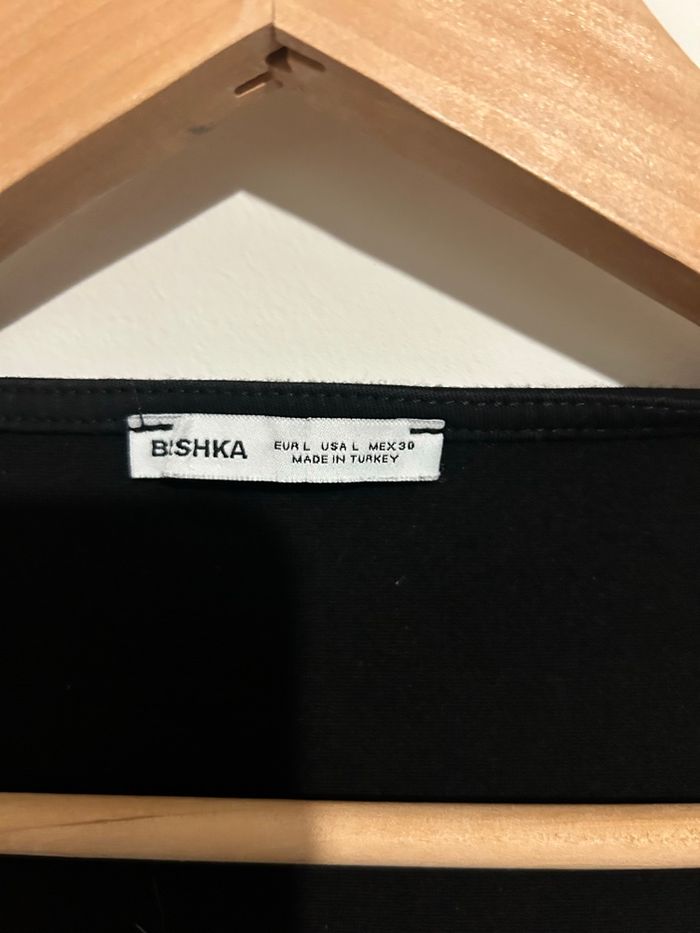 BISHKA EUR L USA L MEX 30
MADE IN TURKEY